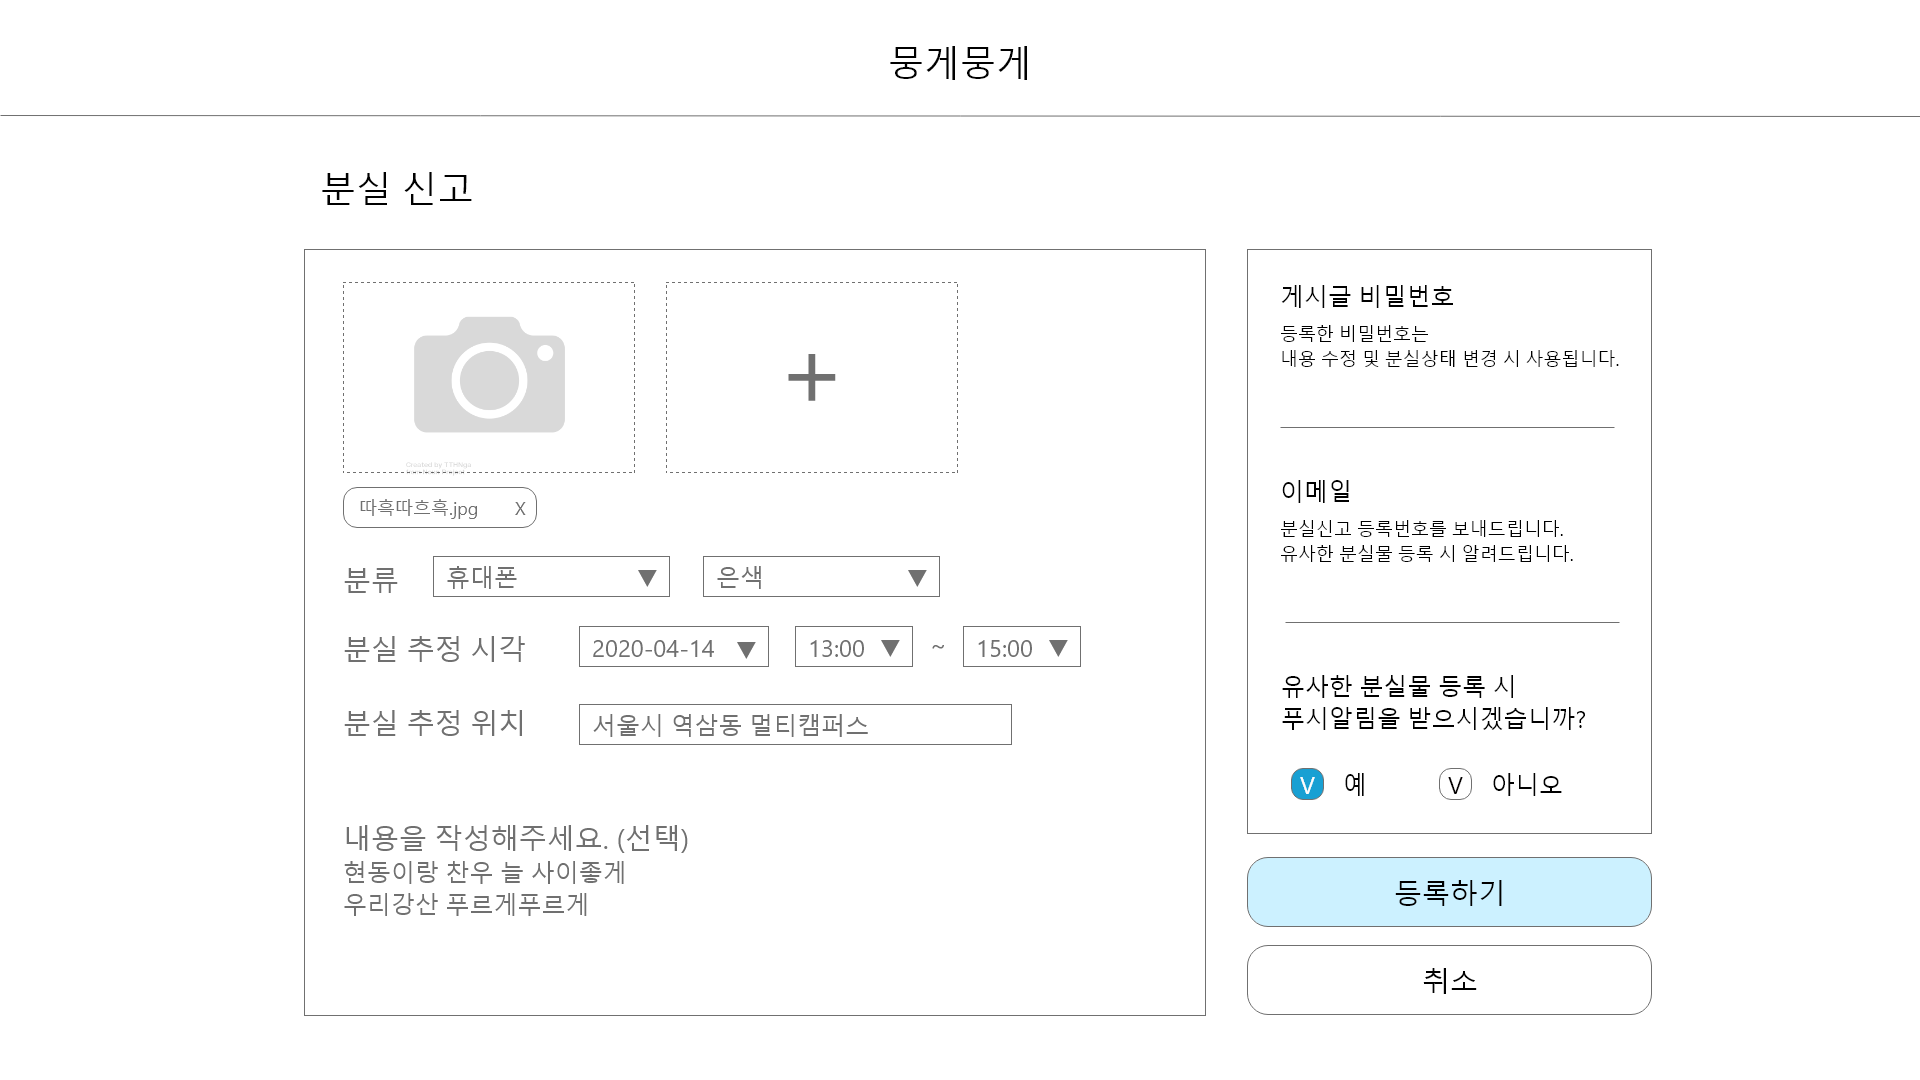 뭉게뭉게
분실 신고
따흑따흐흑.jpg X
분류 휴대폰 ▼ 은색 ▼
분실 추정 시각 2020-04-14 ▼ 13:00 ▼ ~ 15:00 ▼
분실 추정 위치 서울시 역삼동 멀티캠퍼스
내용을 작성해주세요. (선택)
현동이랑 찬우 늘 사이좋게
우리강산 푸르게푸르게
게시글 비밀번호
등록한 비밀번호는
내용 수정 및 분실상태 변경 시 사용됩니다.
이메일
분실신고 등록번호를 보내드립니다.
유사한 분실물 등록 시 알려드립니다.
유사한 분실물 등록 시
푸시알림을 받으시겠습니까?
V 예 V 아니오
등록하기
취소